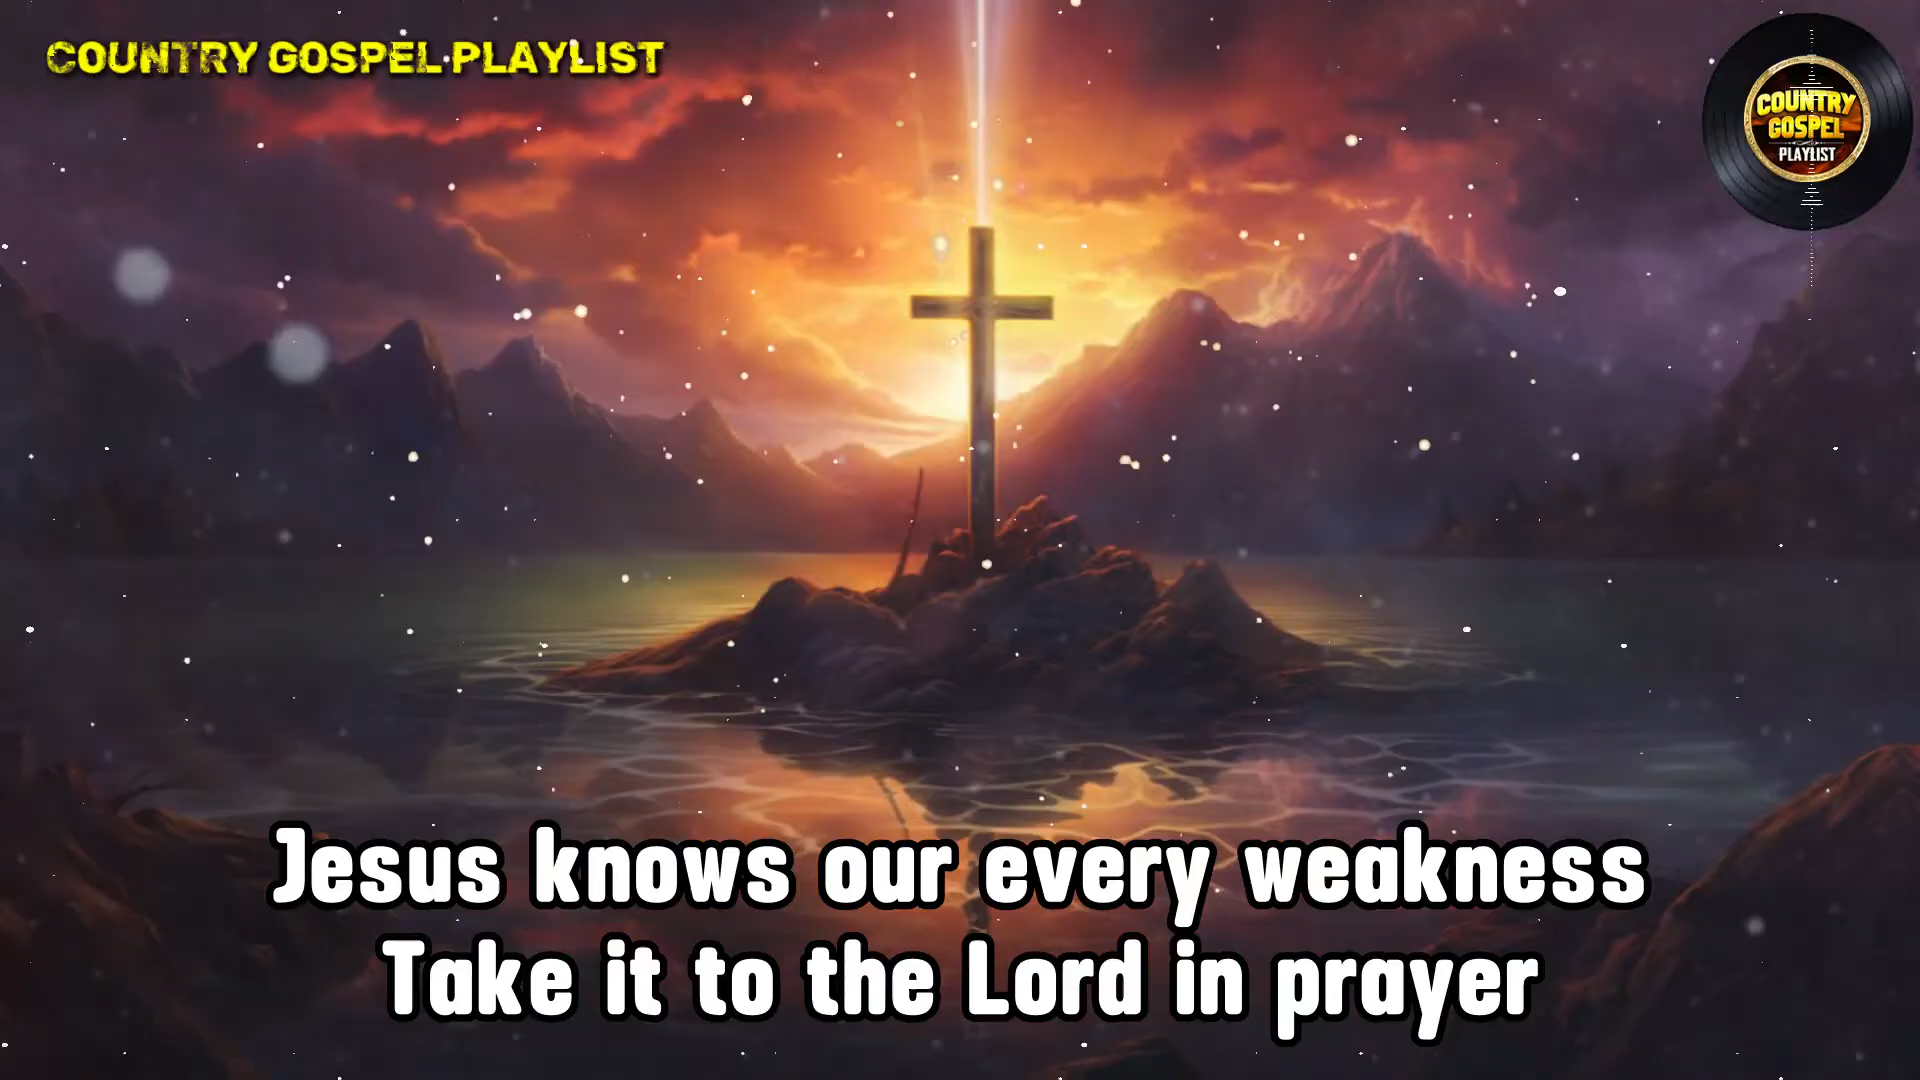 COUNTRY GOSPEL PLAYLIST
COUNTRY
GOSPEL
PLAYLIST
Jesus knows our every weakness
Take it to the Lord in prayer